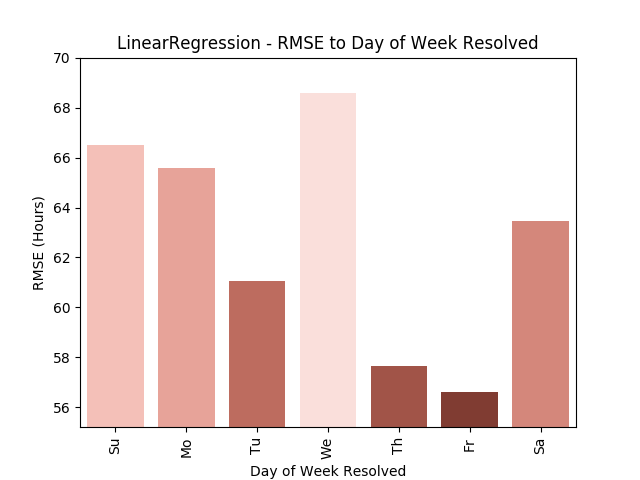 LinearRegression - RMSE to Day of Week Resolved
70
68
66
64
62
60
58
56
RMSE (Hours)
Su
Mo
Tu
We
Th
Fr
Sa
Day of Week Resolved